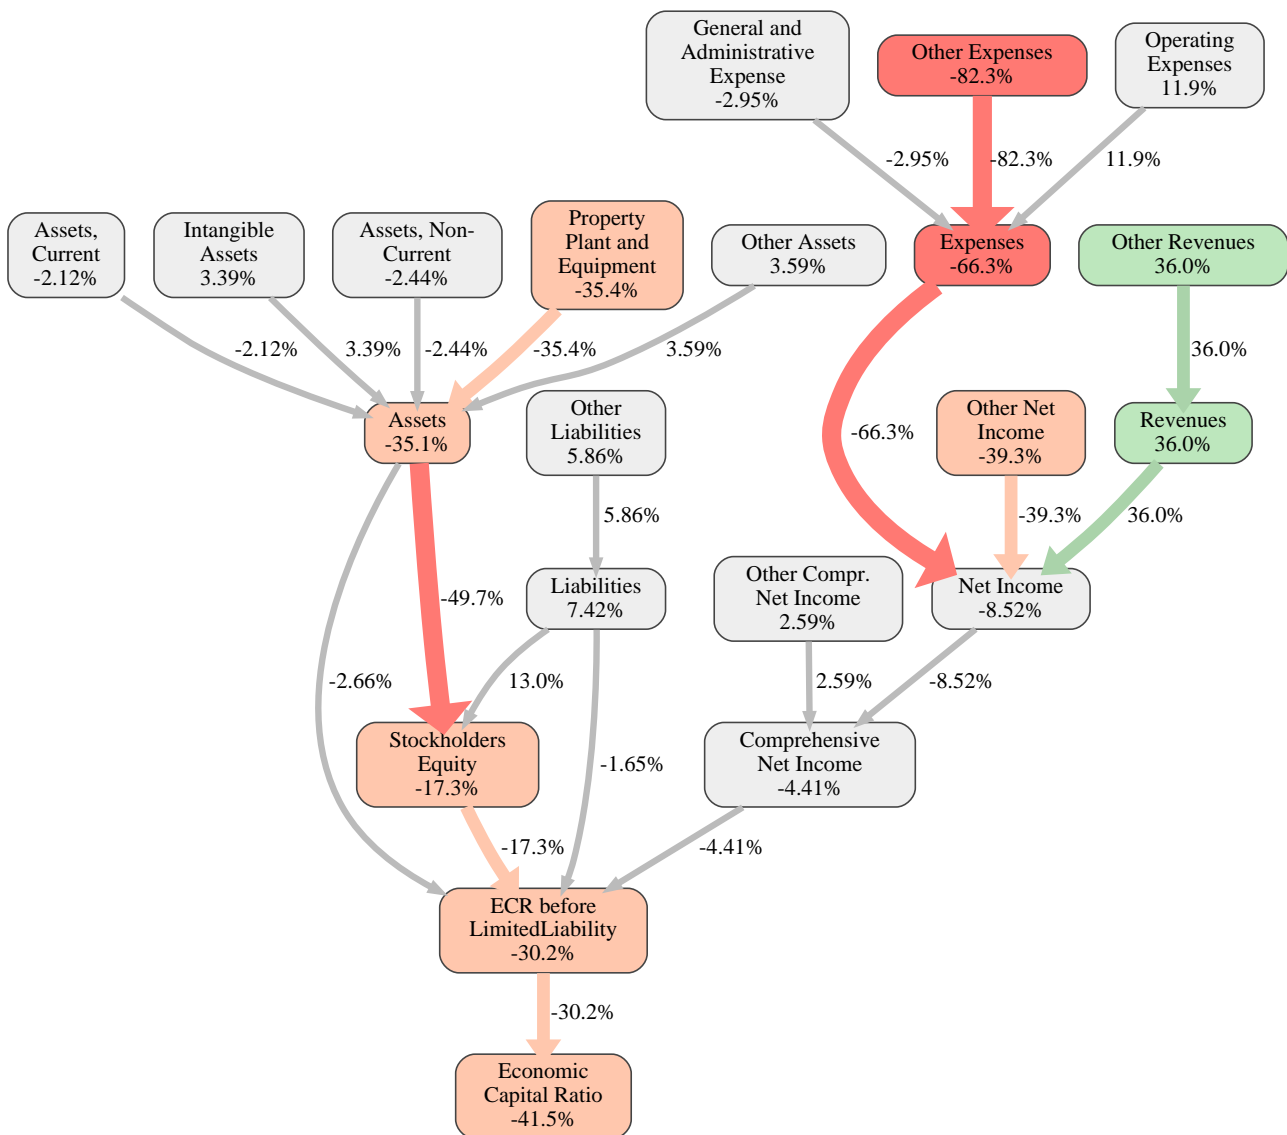 General and
Administrative
Expense
-2.95%
Other Expenses
-82.3%
Operating
Expenses
11.9%
-2.95%
-82.3%
11.9%
Assets,
Current
-2.12%
Intangible
Assets
3.39%
Assets, Non-
Current
-2.44%
Property
Plant and
Equipment
-35.4%
Other Assets
3.59%
Expenses
-66.3%
Other Revenues
36.0%
-2.12%
3.39%
-2.44%
-35.4%
3.59%
36.0%
Assets
-35.1%
Other
Liabilities
5.86%
-66.3%
Other Net
Income
-39.3%
Revenues
36.0%
5.86%
-39.3%
36.0%
-49.7%
Liabilities
7.42%
Other Compr.
Net Income
2.59%
Net Income
-8.52%
-2.66%
13.0%
2.59%
-8.52%
Stockholders
Equity
-17.3%
-1.65%
Comprehensive
Net Income
-4.41%
-17.3%
-4.41%
ECR before
LimitedLiability
-30.2%
-30.2%
Economic
Capital Ratio
-41.5%